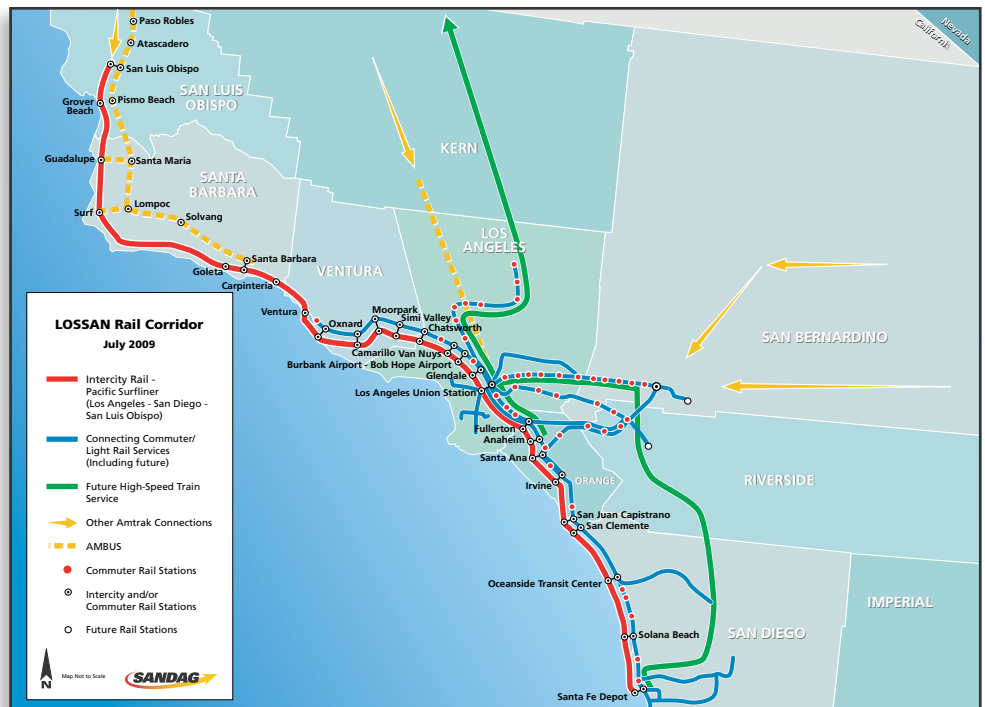 Paso Robles
Atascadero
San Luis Obispo
Pismo Beach
Grover
Beach
SAN LUIS
OBISPO
Guadalupe
Santa Maria
SANTA
BARBARA
Lompoc
Surf
Solvang
Santa Barbara
Goleta
Carpinteria
KERN
LOS
ANGELES
VENTURA
Nevada
California
SAN BERNARDINO
Ventura
Oxnard
Moorpark
Simi Valley
Chatsworth
Camarillo
Van Nuys
Burbank Airport - Bob Hope Airport
Glendale
Los Angeles Union Station
Fullerton
Anaheim
Santa Ana
Irvine
ORANGE
RIVERSIDE
San Juan Capistrano
San Clemente
Oceanside Transit Center
IMPERIAL
Solana Beach
SAN DIEGO
Santa Fe Depot
LOSSAN Rail Corridor
July 2009
Intercity Rail -
Pacific Surfliner
(Los Angeles - San Diego -
San Luis Obispo)
Connecting Commuter/
Light Rail Services
(Including future)
Future High-Speed Train
Service
Other Amtrak Connections
AMBUS
Commuter Rail Stations
Intercity and/or
Commuter Rail Stations
Future Rail Stations
N
Map Not to Scale
SANDAG